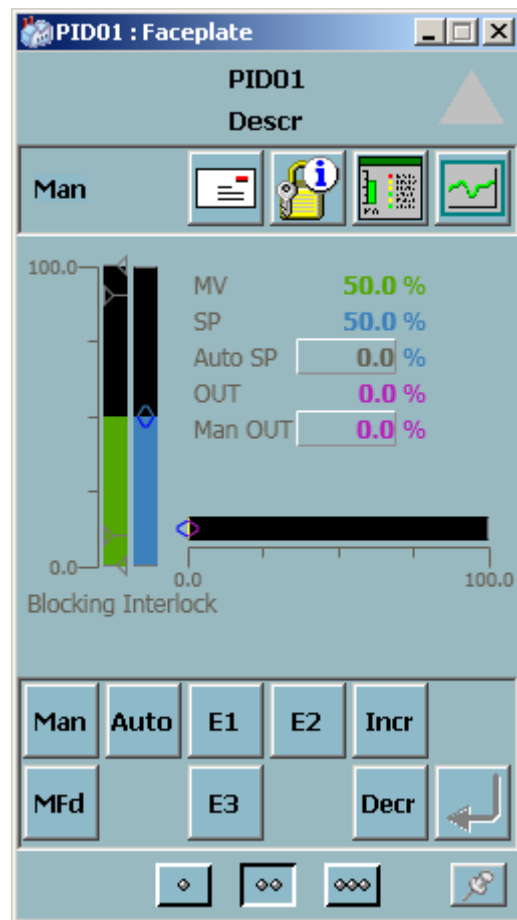 PID01 : Faceplate
PID01
Descr
Man
100.0
MV 50.0 %
SP 50.0 %
Auto SP 0.0 %
OUT 0.0 %
Man OUT 0.0 %
0.0
0.0 100.0
Blocking Interlock
Man Auto E1 E2 Incr
MFd E3 Decr